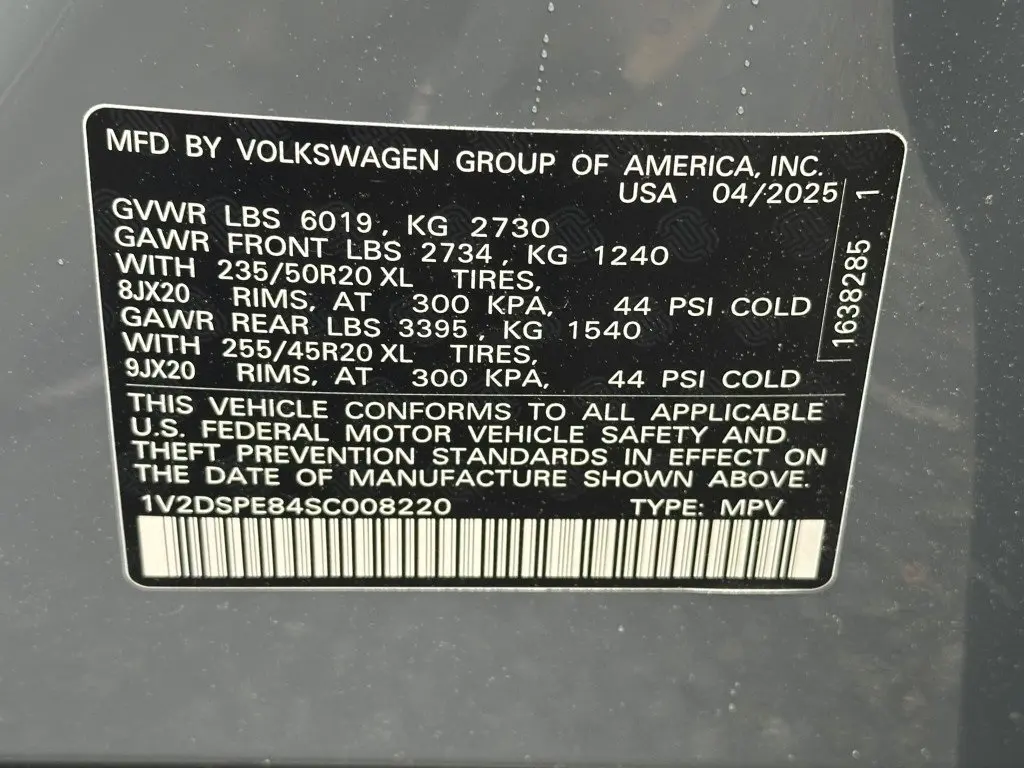 MFD BY VOLKSWAGEN GROUP OF AMERICA, INC.
USA 04/2025
GVWR LBS 6019, KG 2730
GAWR FRONT LBS 2734, KG 1240
WITH 235/50R20 XL TIRES,
8JX20 RIMS, AT 300 KPA, 44 PSI COLD
GAWR REAR LBS 3395, KG 1540
WITH 255/45R20 XL TIRES,
9JX20 RIMS, AT 300 KPA, 44 PSI COLD
THIS VEHICLE CONFORMS TO ALL APPLICABLE
U.S. FEDERAL MOTOR VEHICLE SAFETY AND
THEFT PREVENTION STANDARDS IN EFFECT ON
THE DATE OF MANUFACTURE SHOWN ABOVE.
1V2DSPE84SC008220 TYPE: MPV
1638285 1